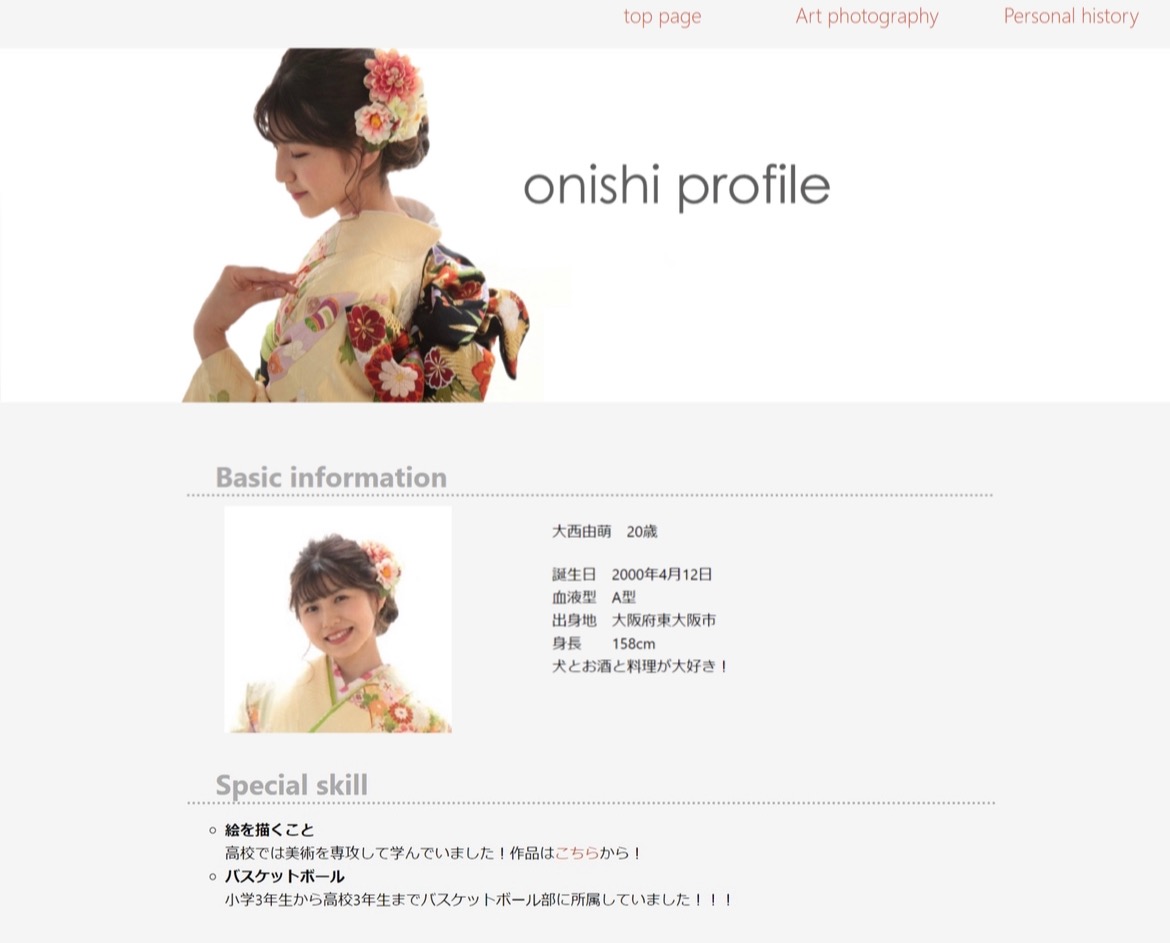 top page Art photography Personal history
onishi profile
Basic information
大西由萌　20歳
誕生日　2000年4月12日
血液型　A型
出身地　大阪府東大阪市
身長　　158cm
犬とお酒と料理が大好き！
Special skill
絵を描くこと
高校では美術を専攻して学んでいました！作品はこちらから！
バスケットボール
小学3年生から高校3年生までバスケットボール部に所属していました！！！